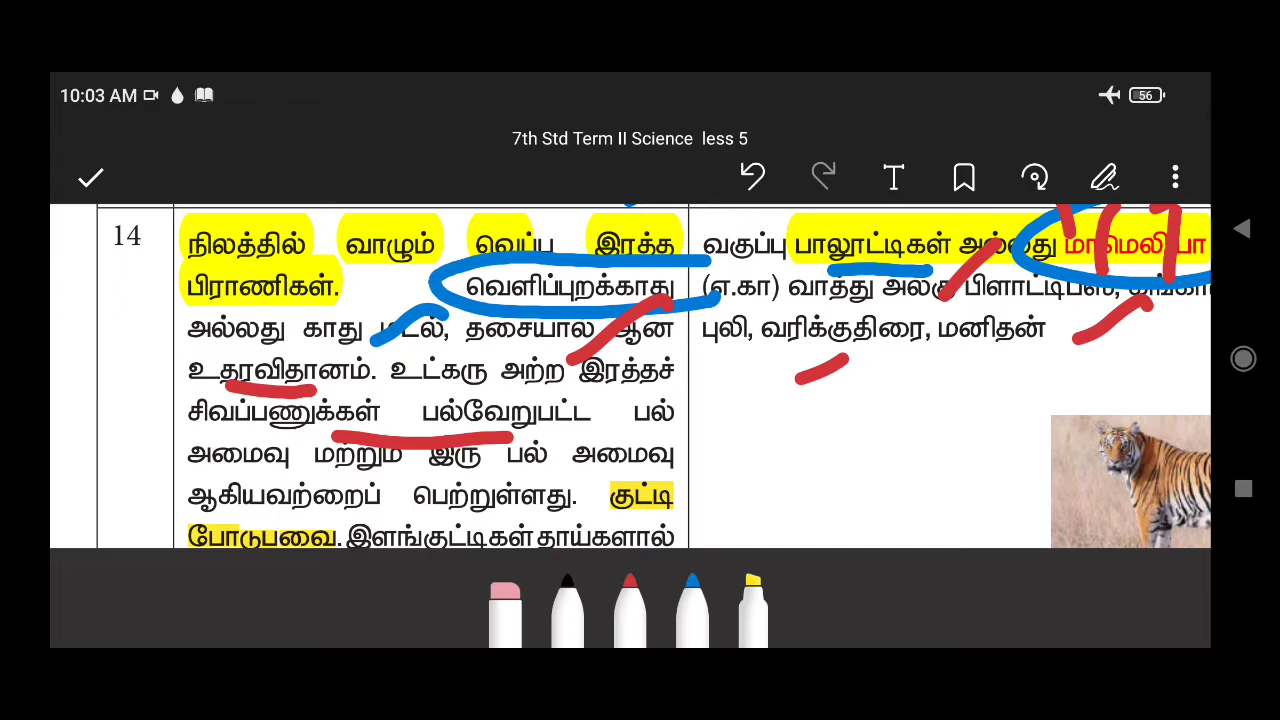 10:03 AM
56
7th Std Term II Science less 5
14
நிலத்தில் வாழும் வெப்ப இரத்த
பிராணிகள். வெளிப்புறக்காது
அல்லது காது மடல், தசையால் ஆன
உதரவிதானம். உட்கரு அற்ற இரத்தச்
சிவப்பணுக்கள் பல்வேறுபட்ட பல்
அமைவு மற்றும் இரு பல் அமைவு
ஆகியவற்றைப் பெற்றுள்ளது. குட்டி
போடுபவை. இளங்குட்டிகள் தாய்களால்
வகுப்பு பாலூட்டிகள் அல்லது மாமெலியா
(எ.கா) வாத்து அலகு பிளாட்டிபஸ்,
புலி, வரிக்குதிரை, மனிதன்